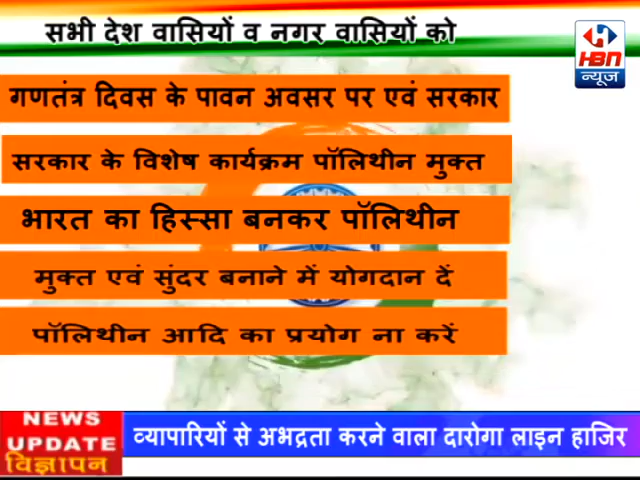 सभी देश वासियों व नगर वासियों को
HBN
न्यूज
गणतंत्र दिवस के पावन अवसर पर एवं सरकार
सरकार के विशेष कार्यक्रम पॉलिथीन मुक्त
भारत का हिस्सा बनकर पॉलिथीन
मुक्त एवं सुंदर बनाने में योगदान दें
पॉलिथीन आदि का प्रयोग ना करें
NEWS
UPDATE
विज्ञापन
व्यापारियों से अभद्रता करने वाला दारोगा लाइन हाजिर